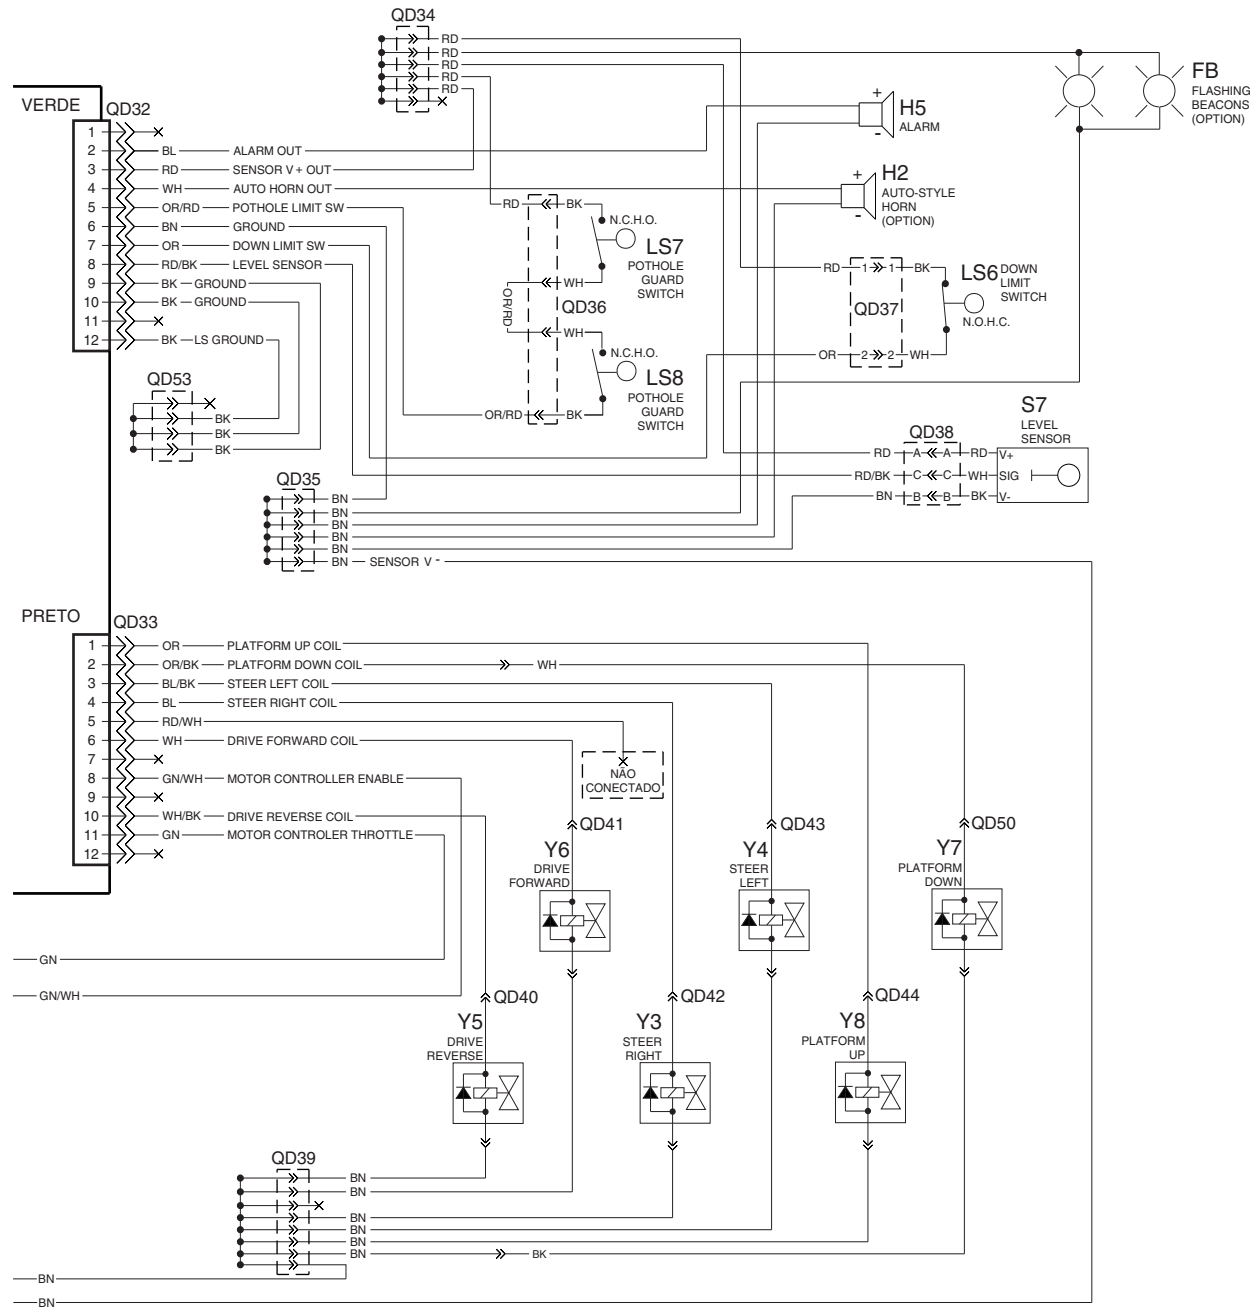 QD34
RD
RD
RD
RD
RD
FB
FLASHING
BEACONS
(OPTION)
+
H5
ALARM
-
+
H2
AUTO-STYLE
HORN
(OPTION)
-
VERDE
QD32
1
2 BL ALARM OUT
3 RD SENSOR V + OUT
4 WH AUTO HORN OUT
5 OR/RD POTHOLE LIMIT SW
6 BN GROUND
7 OR DOWN LIMIT SW
8 RD/BK LEVEL SENSOR
9 BK GROUND
10 BK GROUND
11
12 BK LS GROUND
RD BK
N.C.H.O.
LS7
POTHOLE
GUARD
SWITCH
WH
OR/RD
QD36
WH
N.C.H.O.
LS8
POTHOLE
GUARD
SWITCH
OR/RD BK
RD 1 1 BK
LS6 DOWN
LIMIT
SWITCH
QD37
N.O.H.C.
OR 2 2 WH
QD53
BK
BK
BK
S7
LEVEL
SENSOR
QD38
RD A A RD V+
RD/BK C C WH SIG
BN B B BK V-
QD35
BN
BN
BN
BN
BN
BN SENSOR V -
PRETO
QD33
1 OR PLATFORM UP COIL
2 OR/BK PLATFORM DOWN COIL WH
3 BL/BK STEER LEFT COIL
4 BL STEER RIGHT COIL
5 RD/WH
6 WH DRIVE FORWARD COIL
7
8 GN/WH MOTOR CONTROLLER ENABLE
9
10 WH/BK DRIVE REVERSE COIL
11 GN MOTOR CONTROLER THROTTLE
12
NÃO
CONECTADO
QD41
Y6
DRIVE
FORWARD
QD43
Y4
STEER
LEFT
QD50
Y7
PLATFORM
DOWN
GN
GN/WH
QD40
Y5
DRIVE
REVERSE
QD42
Y3
STEER
RIGHT
QD44
Y8
PLATFORM
UP
QD39
BN
BN
BN
BN
BN
BN BK
BN
BN